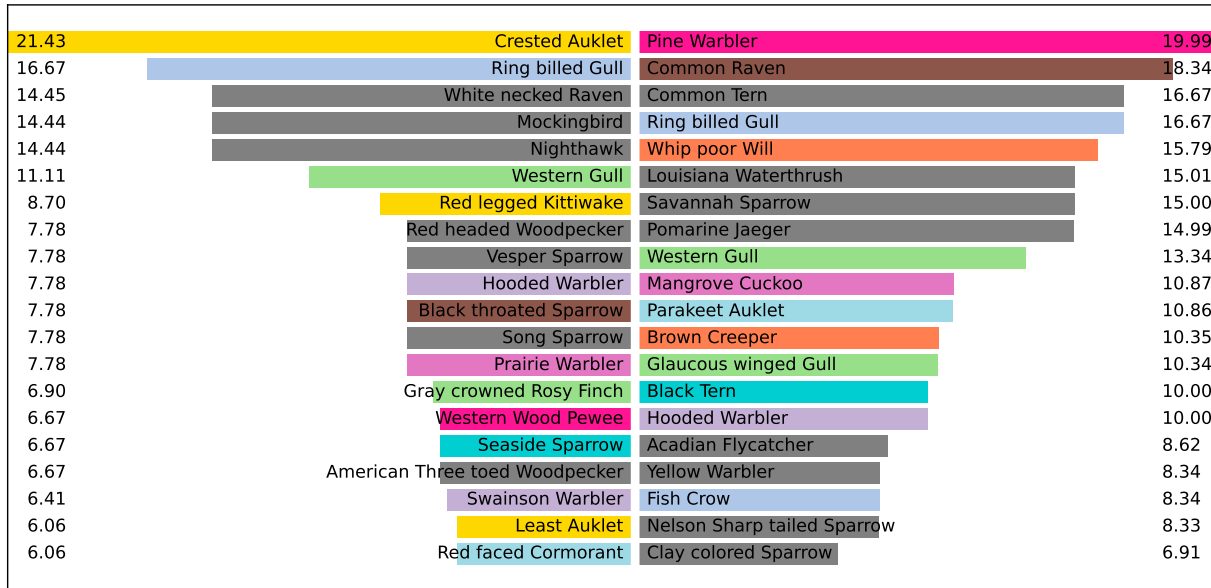 21.43 Crested Auklet Pine Warbler 19.99
16.67 Ring billed Gull Common Raven 18.34
14.45 White necked Raven Common Tern 16.67
14.44 Mockingbird Ring billed Gull 16.67
14.44 Nighthawk Whip poor Will 15.79
11.11 Western Gull Louisiana Waterthrush 15.01
8.70 Red legged Kittiwake Savannah Sparrow 15.00
7.78 Red headed Woodpecker Pomarine Jaeger 14.99
7.78 Vesper Sparrow Western Gull 13.34
7.78 Hooded Warbler Mangrove Cuckoo 10.87
7.78 Black throated Sparrow Parakeet Auklet 10.86
7.78 Song Sparrow Brown Creeper 10.35
7.78 Prairie Warbler Glaucous winged Gull 10.34
6.90 Gray crowned Rosy Finch Black Tern 10.00
6.67 Western Wood Pewee Hooded Warbler 10.00
6.67 Seaside Sparrow Acadian Flycatcher 8.62
6.67 American Three toed Woodpecker Yellow Warbler 8.34
6.41 Swainson Warbler Fish Crow 8.34
6.06 Least Auklet Nelson Sharp tailed Sparrow 8.33
6.06 Red faced Cormorant Clay colored Sparrow 6.91